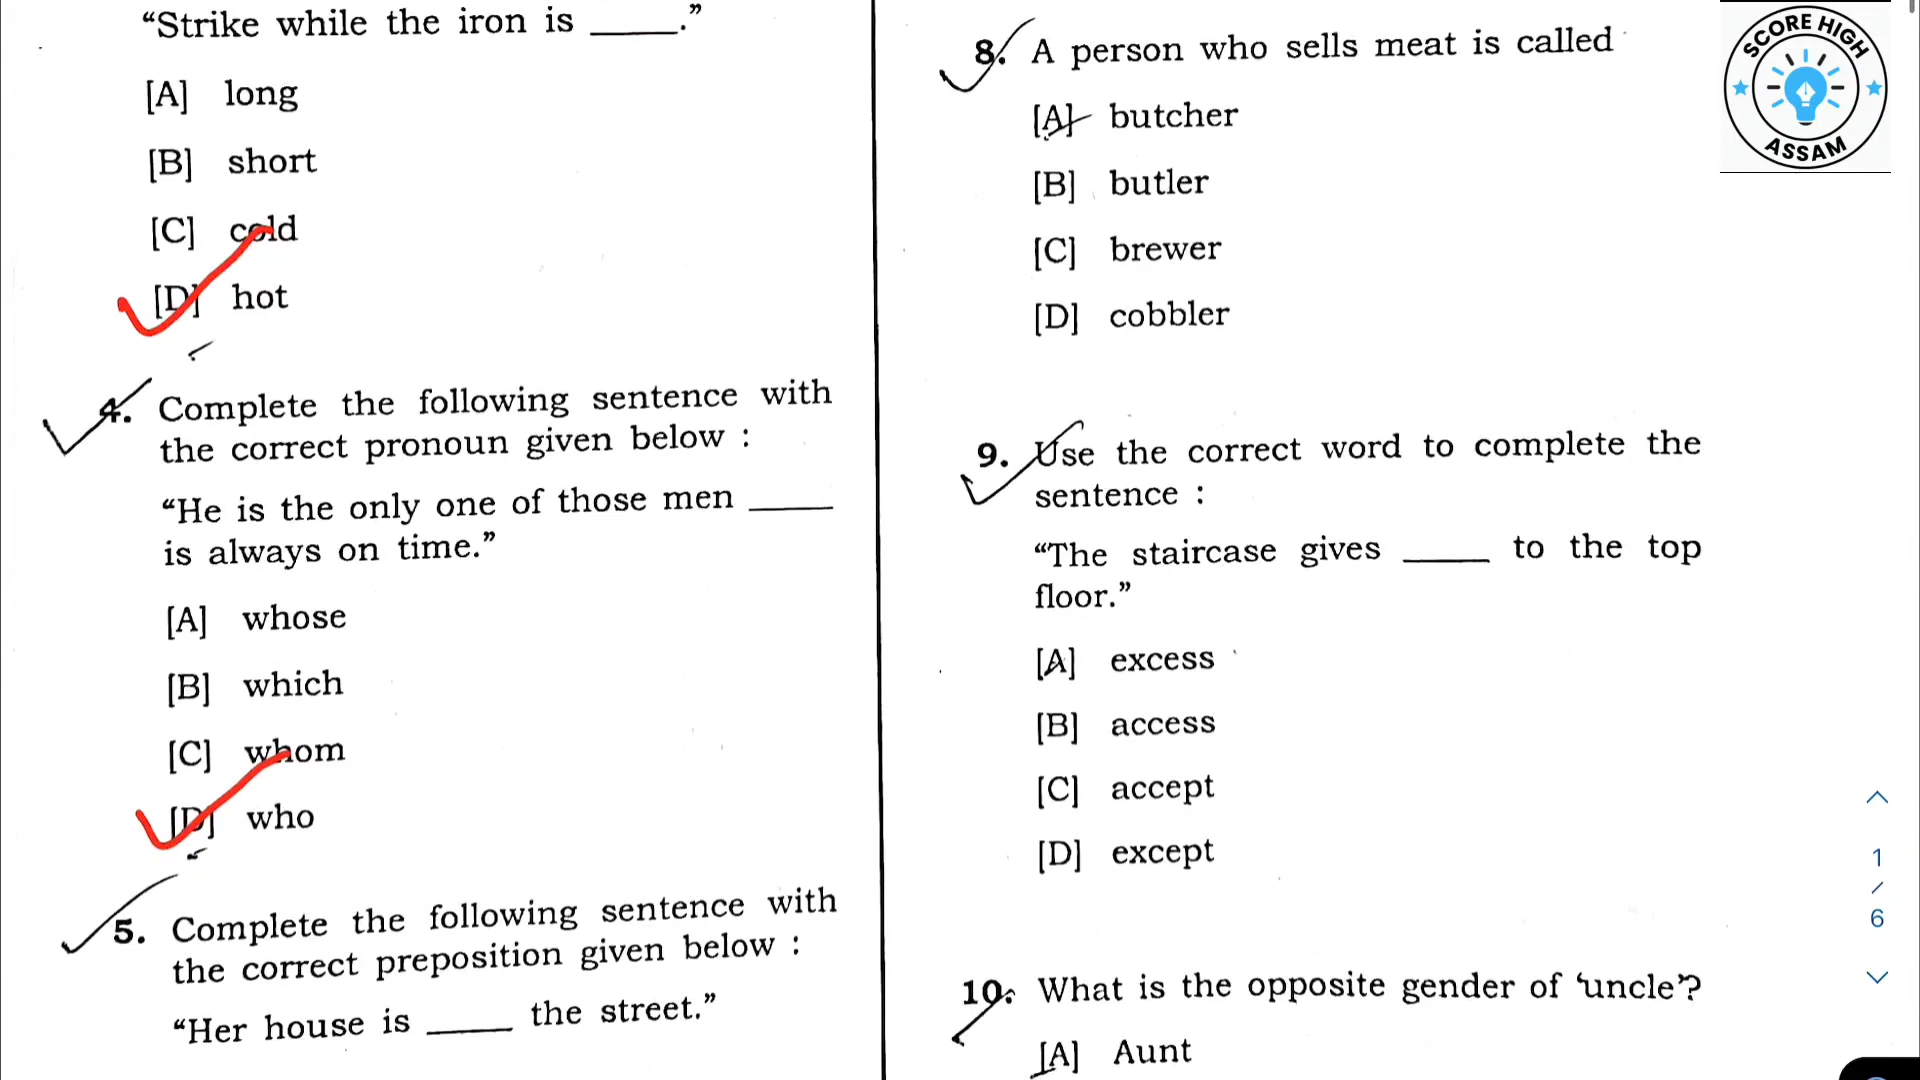 “Strike while the iron is _____.”
[A] long
[B] short
[C] cold
[D] hot
4. Complete the following sentence with
the correct pronoun given below :
“He is the only one of those men _____
is always on time.”
[A] whose
[B] which
[C] whom
[D] who
5. Complete the following sentence with
the correct preposition given below :
“Her house is _____ the street.”
8. A person who sells meat is called
[A] butcher
[B] butler
[C] brewer
[D] cobbler
9. Use the correct word to complete the
sentence :
“The staircase gives _____ to the top
floor.”
[A] excess
[B] access
[C] accept
[D] except
10. What is the opposite gender of ‘uncle’?
[A] Aunt
SCORE HIGH
ASSAM
1
/
6